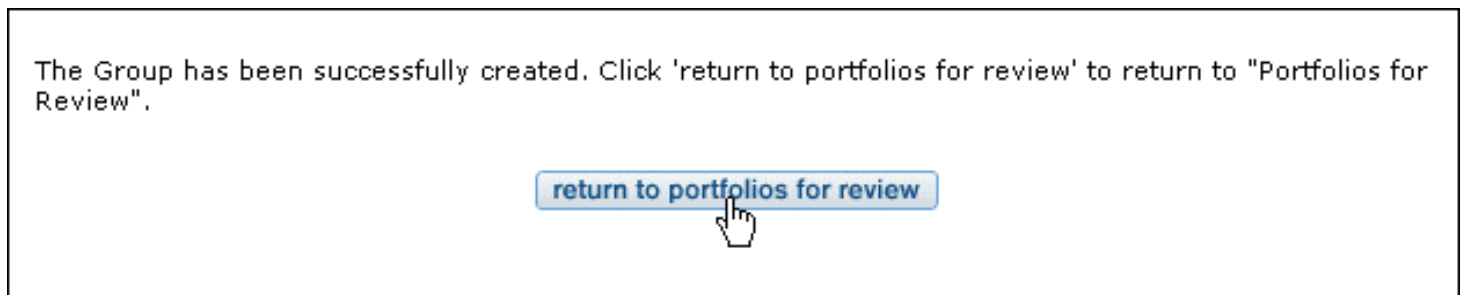 The Group has been successfully created. Click 'return to portfolios for review' to return to "Portfolios for
Review".
return to portfolios for review